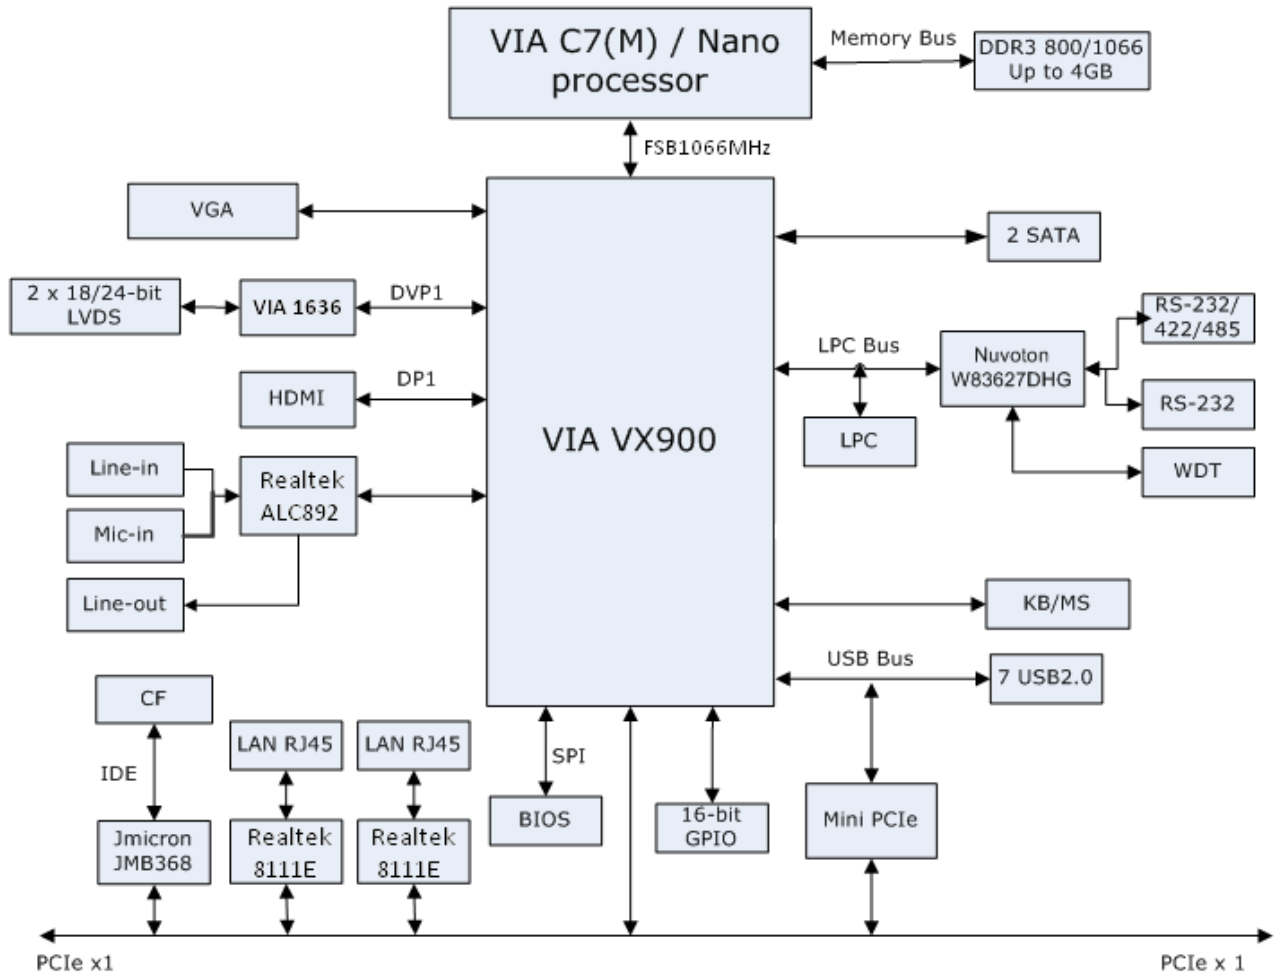 VIA C7(M) / Nano
processor
Memory Bus
DDR3 800/1066
Up to 4GB
FSB1066MHz
VGA
2 SATA
2 x 18/24-bit
LVDS
VIA 1636
DVP1
RS-232/
422/485
LPC Bus
Nuvoton
W83627DHG
HDMI
DP1
RS-232
VIA VX900
LPC
Line-in
Realtek
ALC892
WDT
Mic-in
Line-out
KB/MS
USB Bus
7 USB2.0
CF
LAN RJ45
LAN RJ45
IDE
SPI
BIOS
16-bit
GPIO
Mini PCIe
Jmicron
JMB368
Realtek
8111E
Realtek
8111E
PCIe x1
PCIe x 1